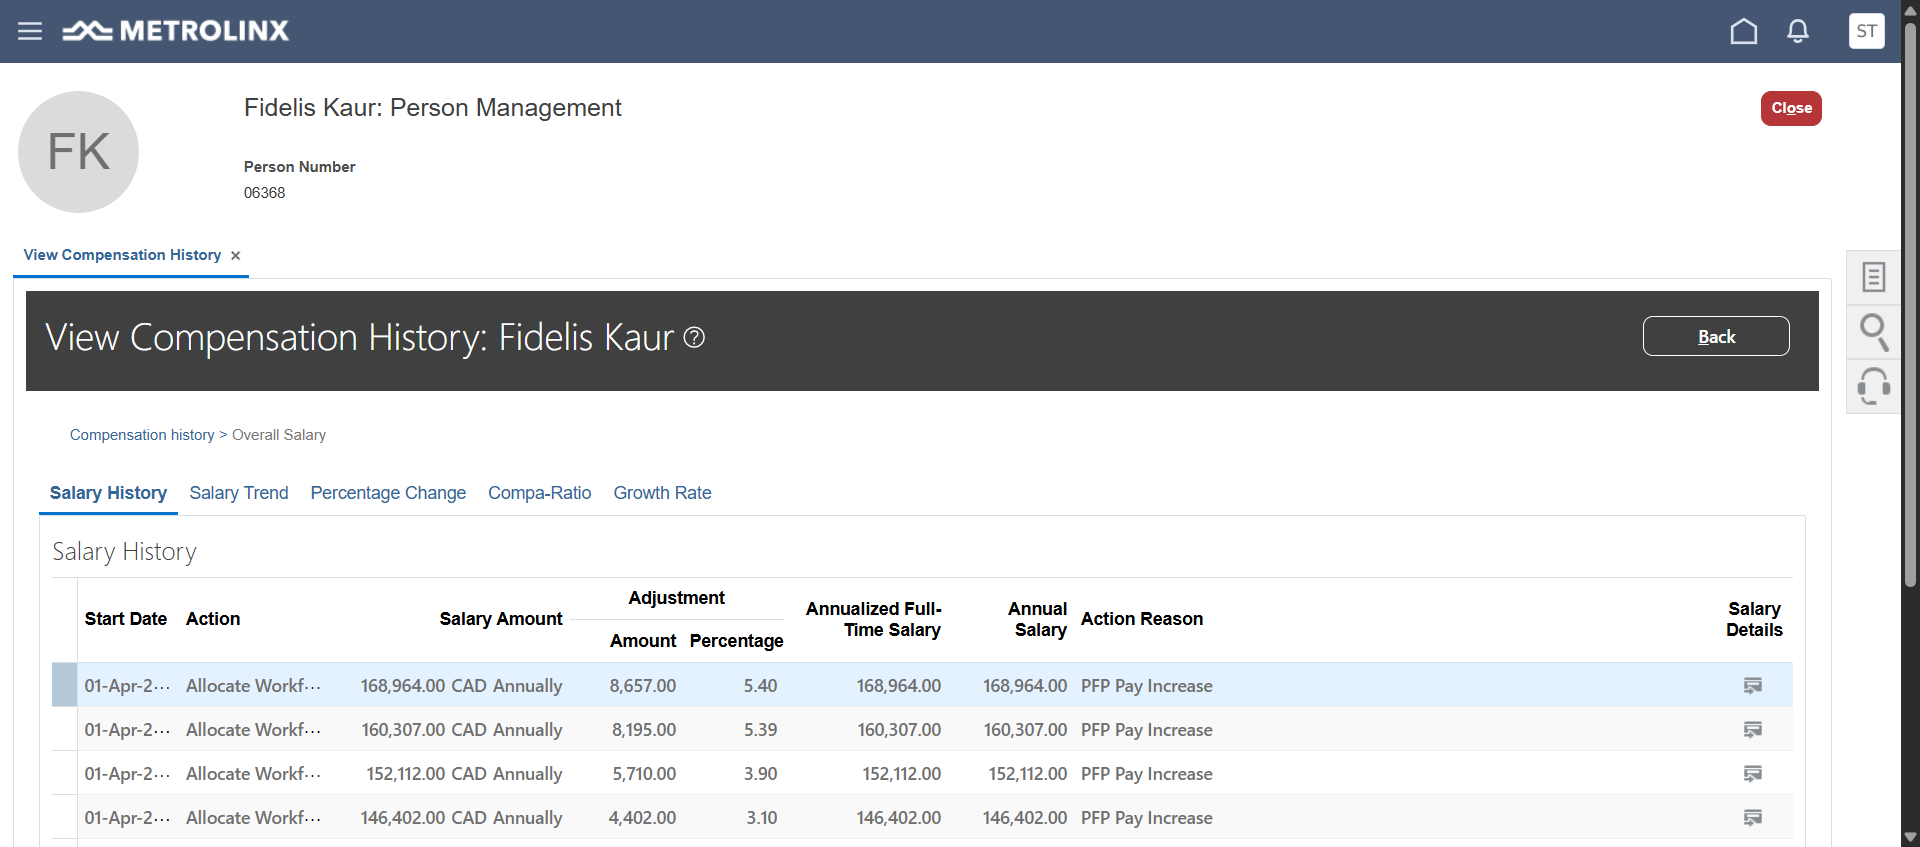 METROLINX
ST
FK
Fidelis Kaur: Person Management
Close
Person Number
06368
View Compensation History ×
View Compensation History: Fidelis Kaur ?
Back
Compensation history > Overall Salary
Salary History Salary Trend Percentage Change Compa-Ratio Growth Rate
Salary History
Start Date Action Salary Amount Adjustment Amount Percentage Annualized Full-Time Salary Annual Salary Action Reason Salary Details
01-Apr-2... Allocate Workf... 168,964.00 CAD Annually 8,657.00 5.40 168,964.00 168,964.00 PFP Pay Increase
01-Apr-2... Allocate Workf... 160,307.00 CAD Annually 8,195.00 5.39 160,307.00 160,307.00 PFP Pay Increase
01-Apr-2... Allocate Workf... 152,112.00 CAD Annually 5,710.00 3.90 152,112.00 152,112.00 PFP Pay Increase
01-Apr-2... Allocate Workf... 146,402.00 CAD Annually 4,402.00 3.10 146,402.00 146,402.00 PFP Pay Increase